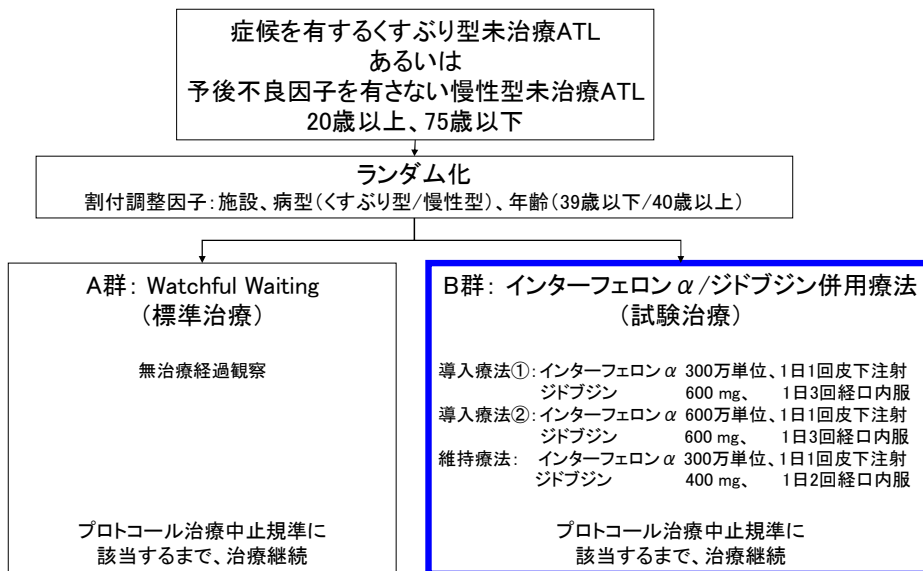 症候を有するくすぶり型未治療ATL
あるいは
予後不良因子を有さない慢性型未治療ATL
20歳以上、75歳以下
ランダム化
割付調整因子：施設、病型（くすぶり型/慢性型）、年齢（39歳以下/40歳以上）
A群： Watchful Waiting
（標準治療）
無治療経過観察
プロトコール治療中止規準に
該当するまで、治療継続
B群： インターフェロンα/ジドブジン併用療法
（試験治療）
導入療法①：インターフェロンα 300万単位、1日1回皮下注射
ジドブジン 600 mg、 1日3回経口内服
導入療法②：インターフェロンα 600万単位、1日1回皮下注射
ジドブジン 600 mg、 1日3回経口内服
維持療法： インターフェロンα 300万単位、1日1回皮下注射
ジドブジン 400 mg、 1日2回経口内服
プロトコール治療中止規準に
該当するまで、治療継続